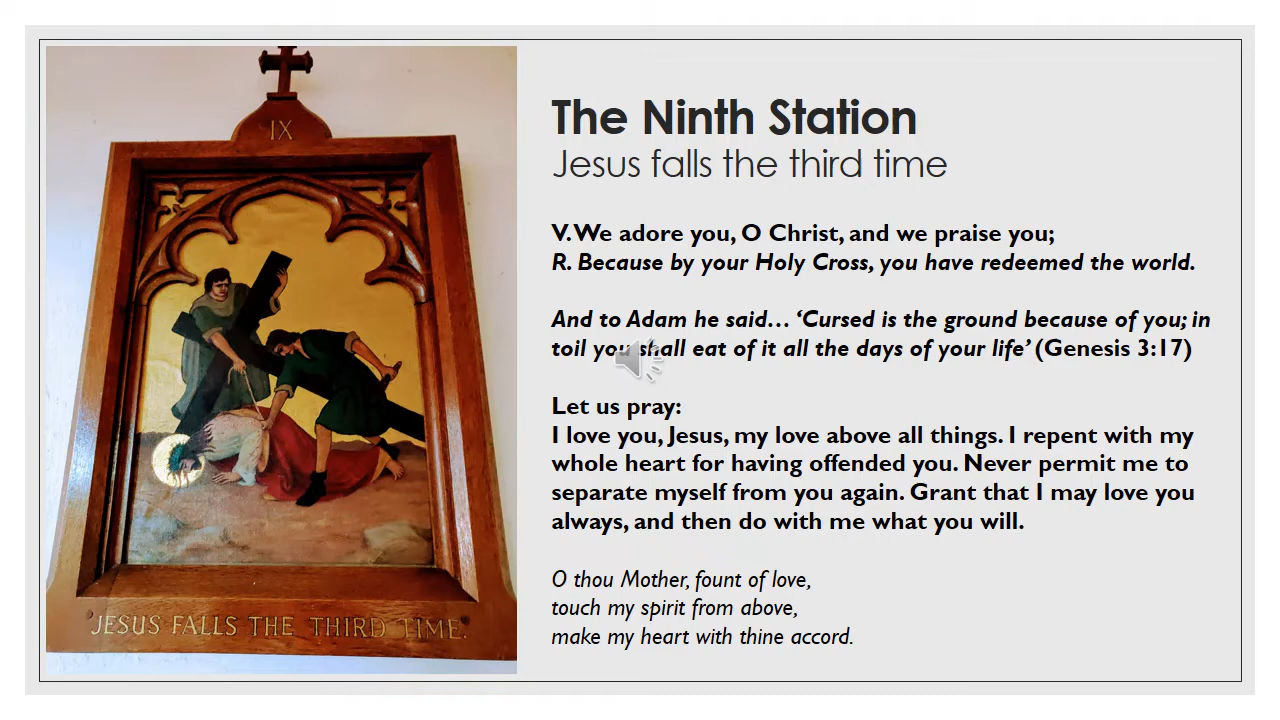 IX
JESUS FALLS THE THIRD TIME.
The Ninth Station
Jesus falls the third time
V. We adore you, O Christ, and we praise you;
R. Because by your Holy Cross, you have redeemed the world.
And to Adam he said… ‘Cursed is the ground because of you; in
toil you shall eat of it all the days of your life’ (Genesis 3:17)
Let us pray:
I love you, Jesus, my love above all things. I repent with my
whole heart for having offended you. Never permit me to
separate myself from you again. Grant that I may love you
always, and then do with me what you will.
O thou Mother, fount of love,
touch my spirit from above,
make my heart with thine accord.